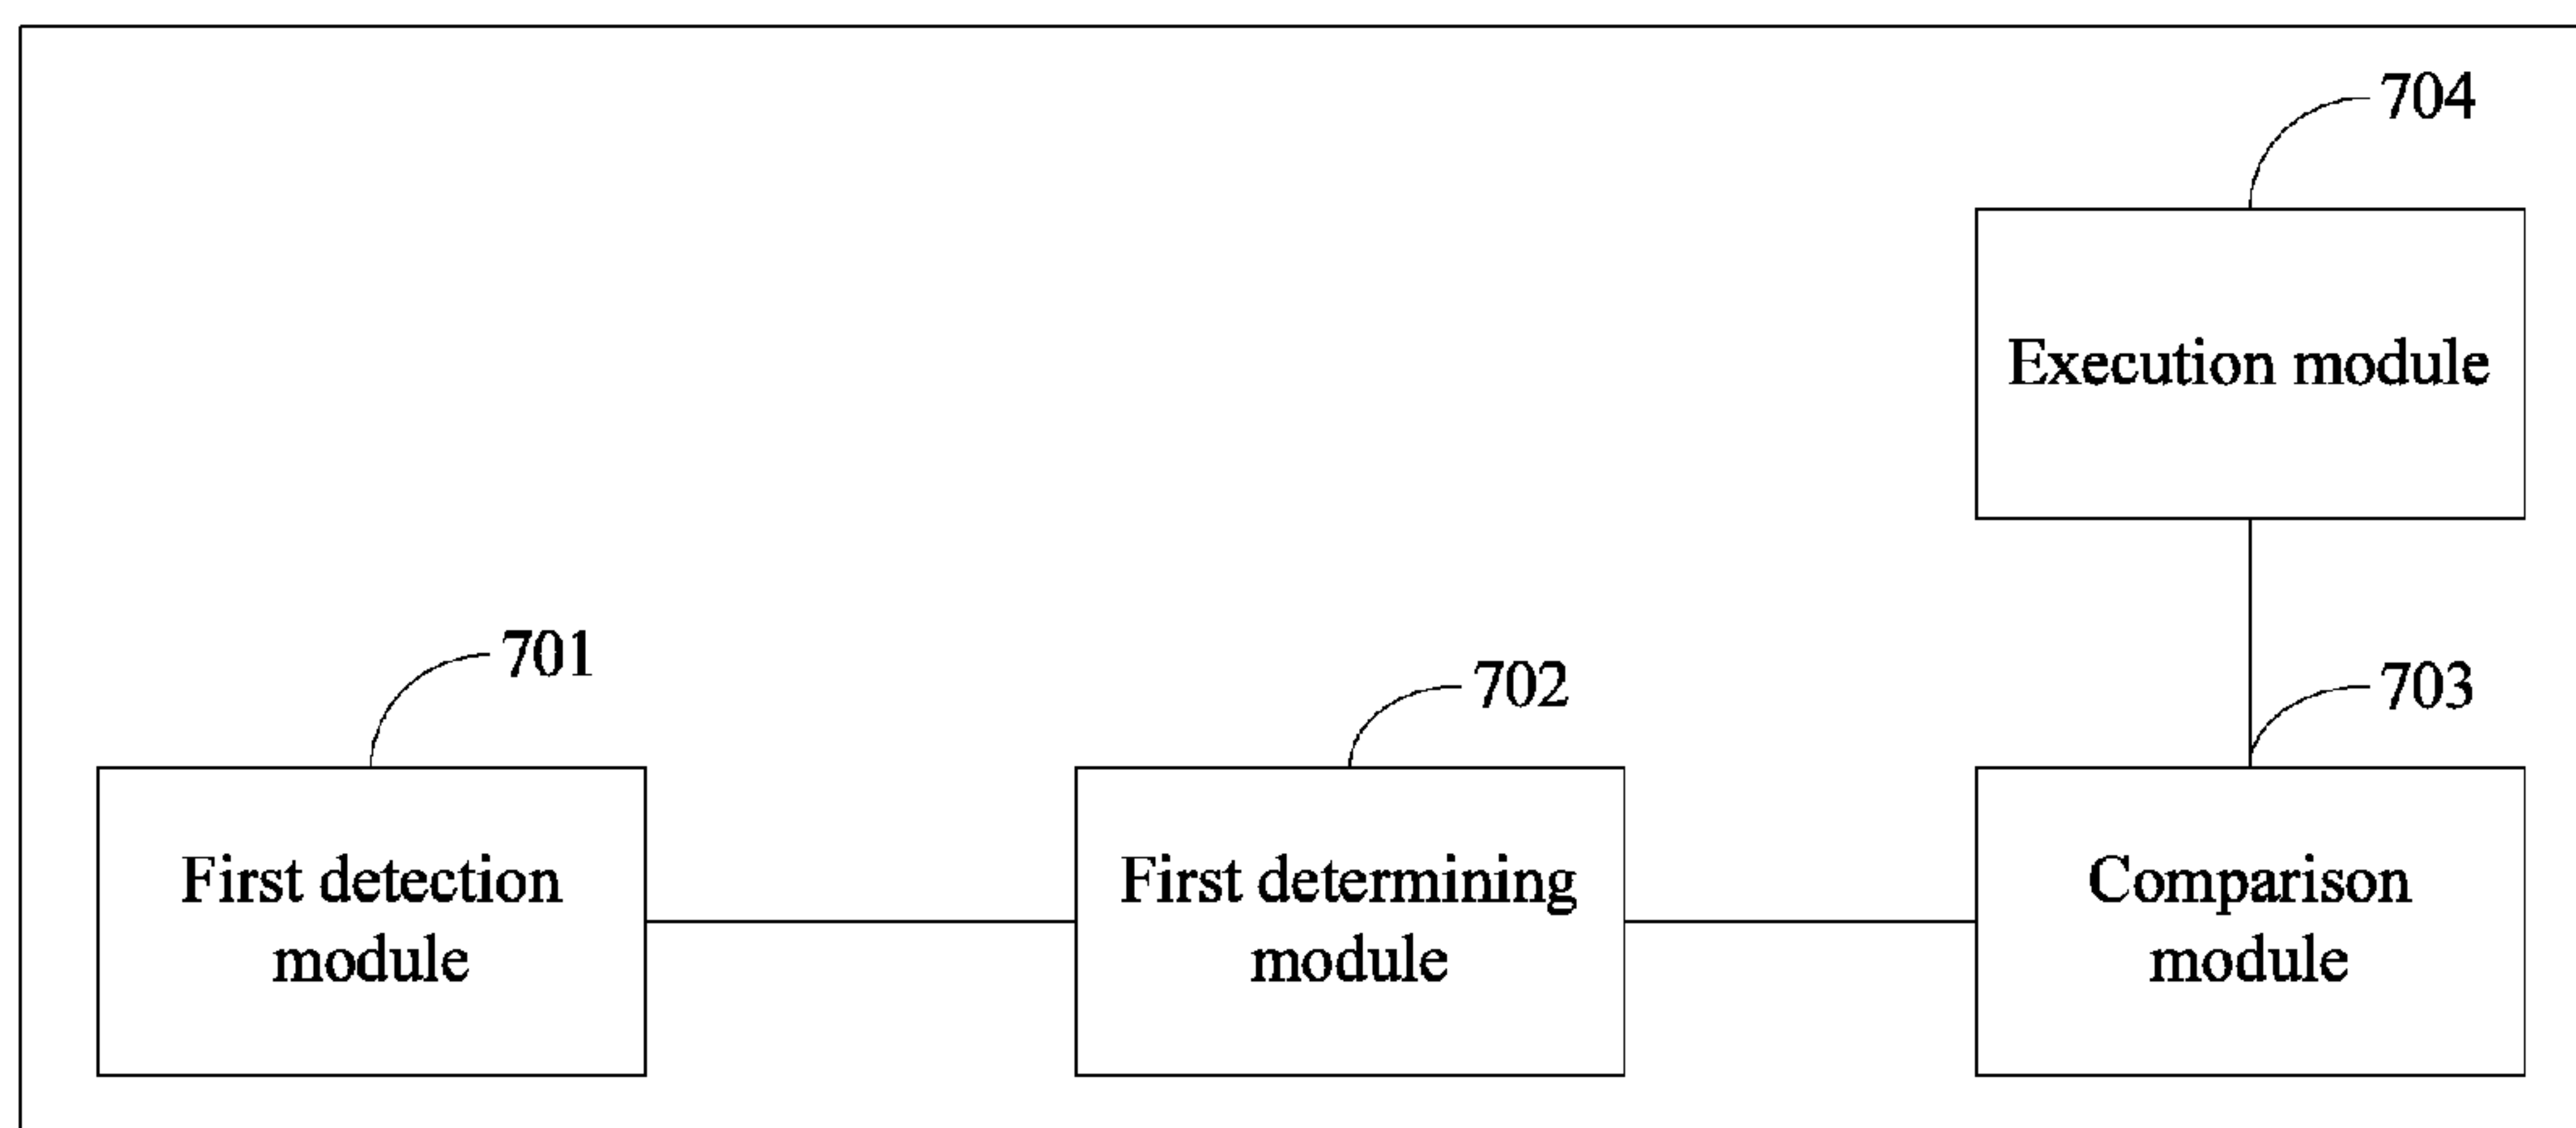 704
Execution module
701
702
703
First detection
module
First determining
module
Comparison
module